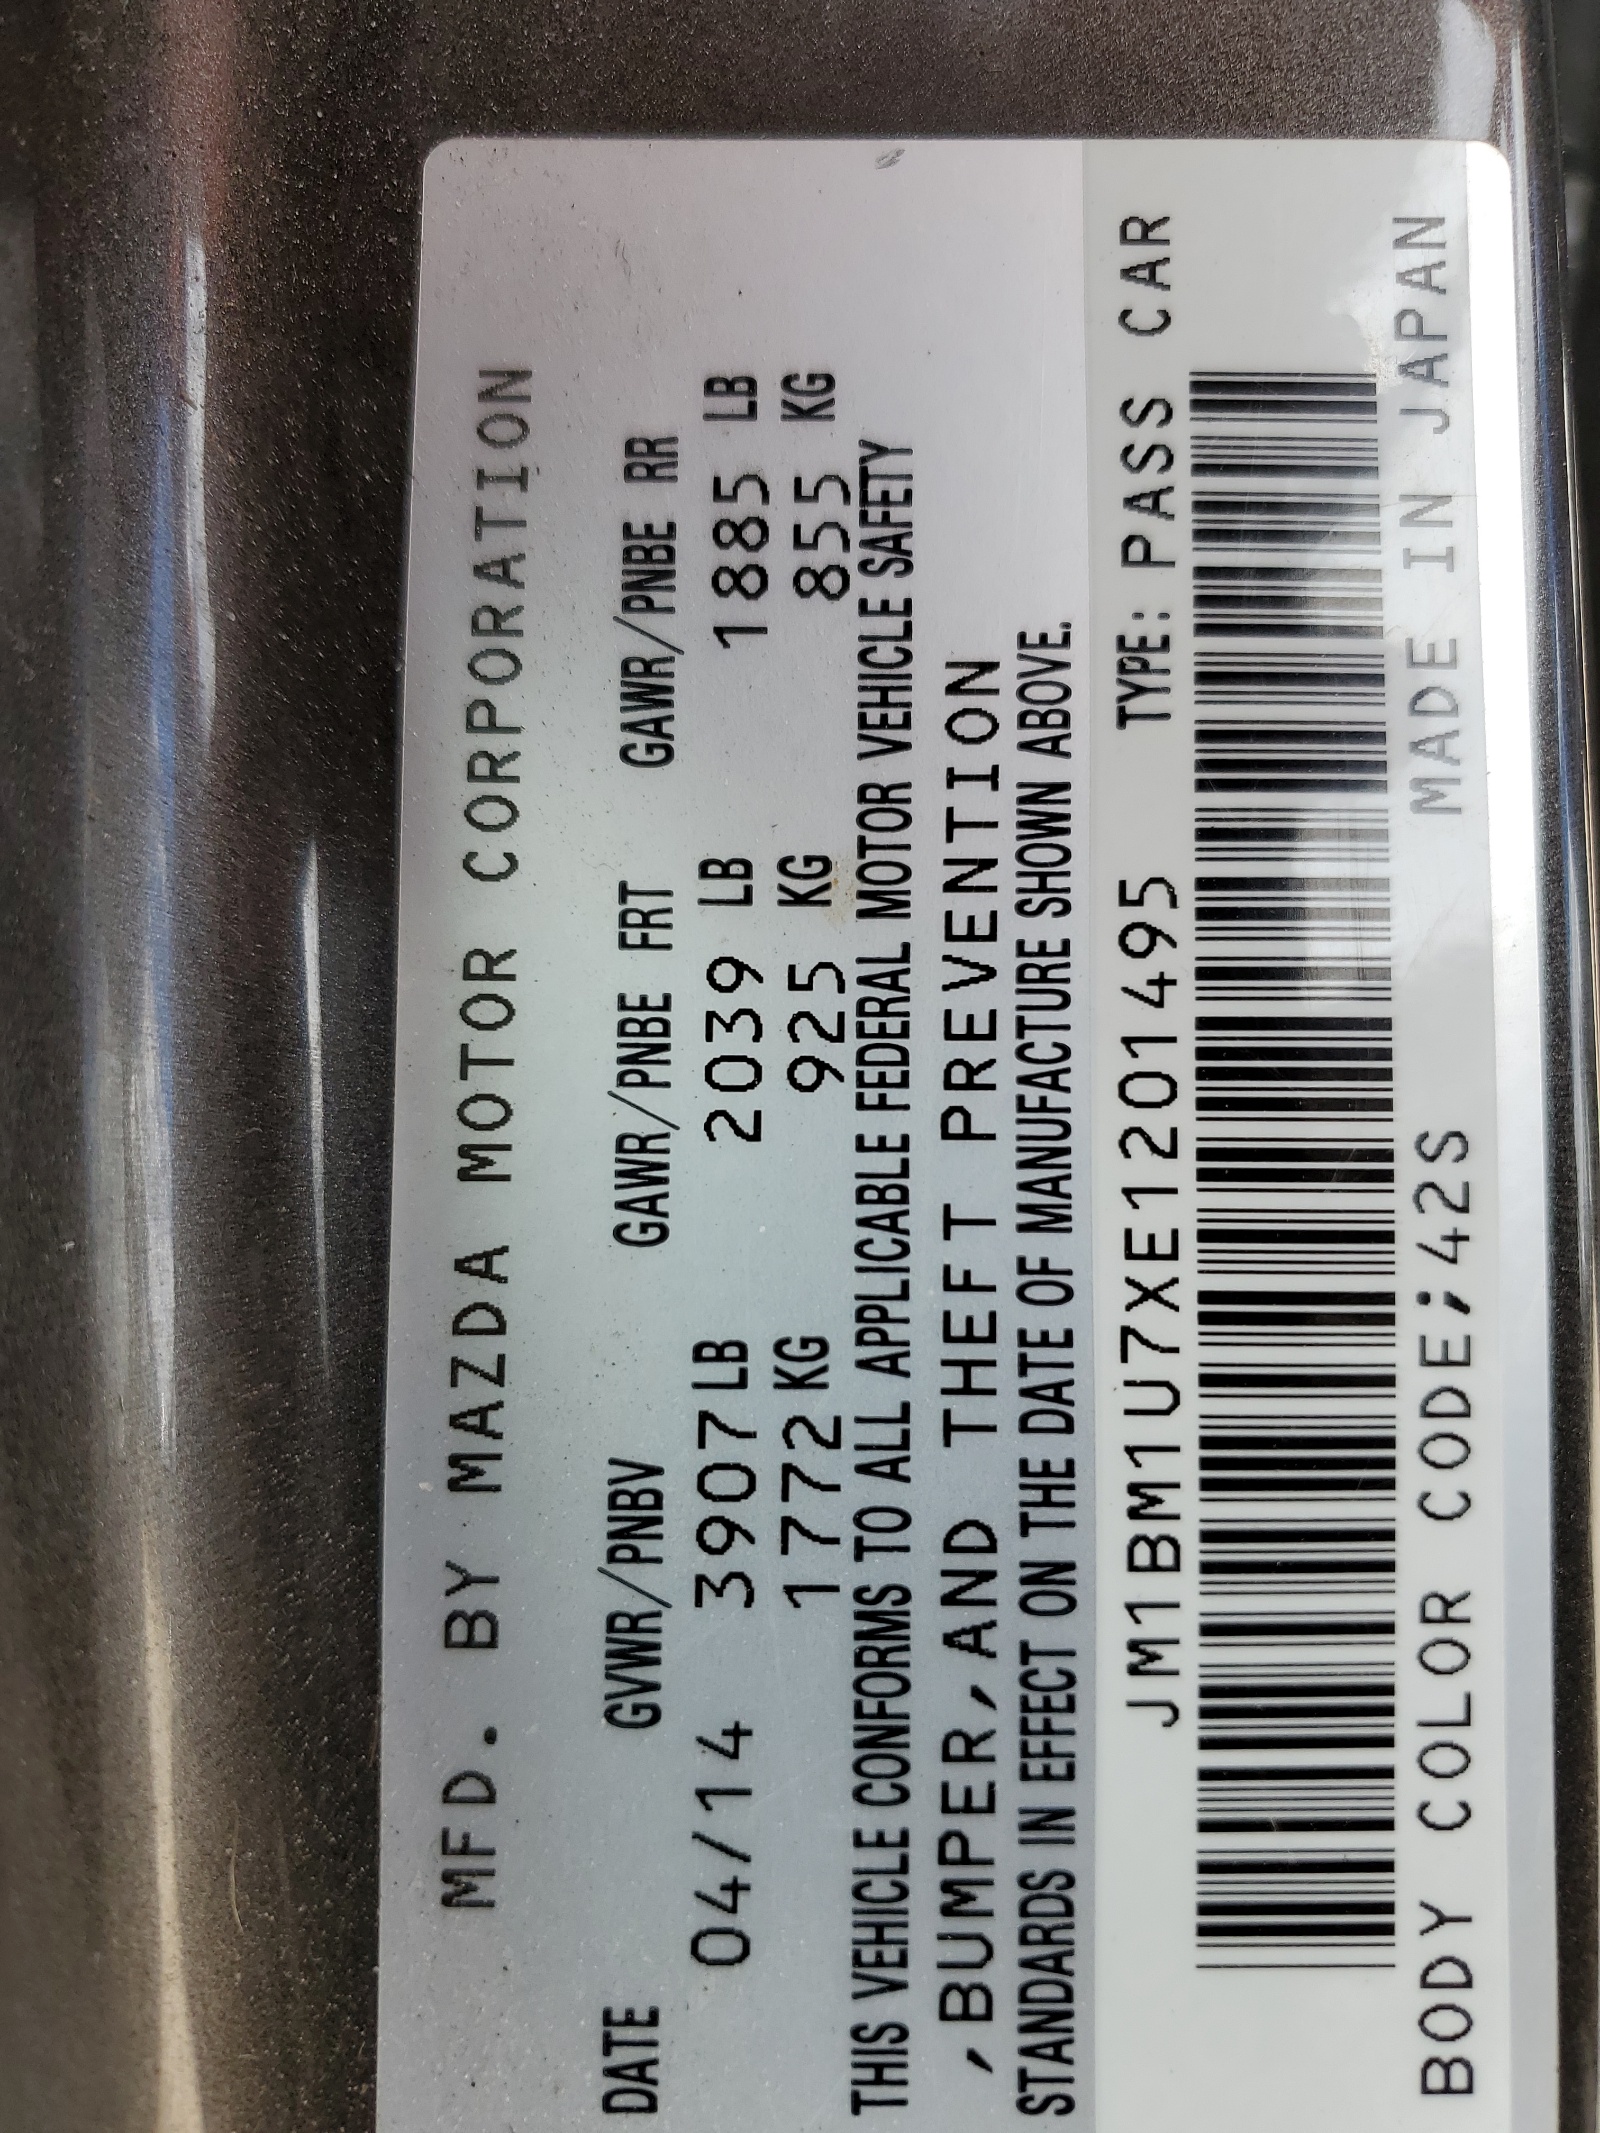 MFD. BY MAZDA MOTOR CORPORATION
DATE GVWR/PNBV GAWR/PNBE FRT GAWR/PNBE RR
04/14 3907 LB 2039 LB 1885 LB
1772 KG 925 KG 855 KG
THIS VEHICLE CONFORMS TO ALL APPLICABLE FEDERAL MOTOR VEHICLE SAFETY
,BUMPER,AND THEFT PREVENTION
STANDARDS IN EFFECT ON THE DATE OF MANUFACTURE SHOWN ABOVE.
JM1BM1U7XE1201495 TYPE: PASS CAR
BODY COLOR CODE;42S MADE IN JAPAN